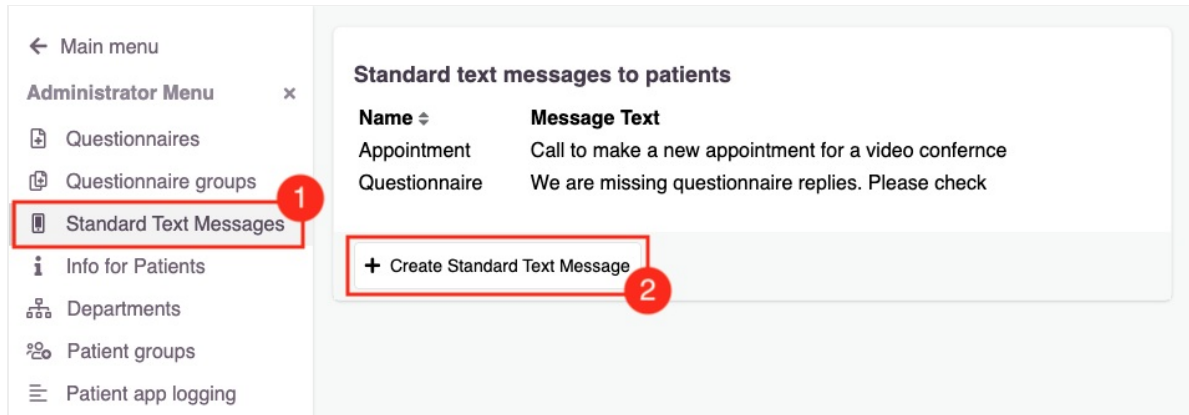 Main menu
Administrator Menu ×
Questionnaires
Questionnaire groups
1
Standard Text Messages
Info for Patients
Departments
Patient groups
Patient app logging
Standard text messages to patients
Name Message Text
Appointment Call to make a new appointment for a video confernce
Questionnaire We are missing questionnaire replies. Please check
+ Create Standard Text Message
2